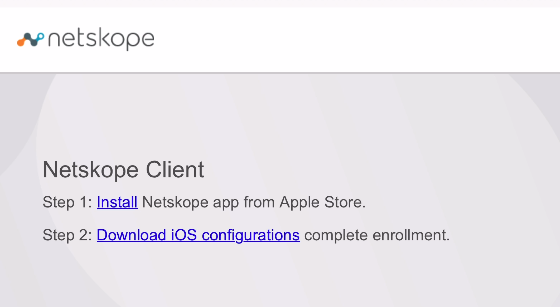 netskope
Netskope Client
Step 1: Install Netskope app from Apple Store.
Step 2: Download iOS configurations complete enrollment.